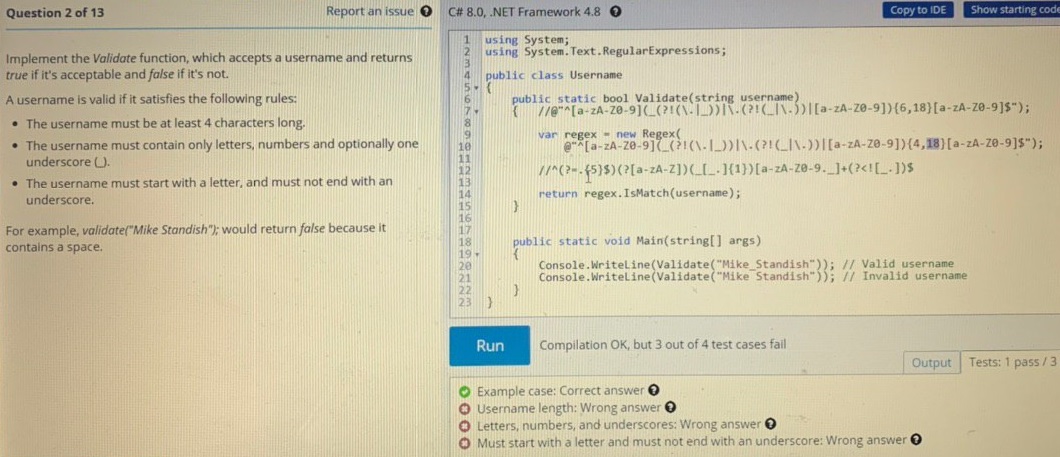 Question 2 of 13
Report an issue
Implement the Validate function, which accepts a username and returns
true if it's acceptable and false if it's not.
A username is valid if it satisfies the following rules:
• The username must be at least 4 characters long.
• The username must contain only letters, numbers and optionally one
underscore (_).
• The username must start with a letter, and must not end with an
underscore.
For example, validate("Mike Standish"); would return false because it
contains a space.
C# 8.0, .NET Framework 4.8
Copy to IDE
Show starting code
1 using System;
2 using System.Text.RegularExpressions;
3
4 public class Username
5 {
6 public static bool Validate(string username)
7 { //@"^[a-zA-Z0-9](_(?!(\.|_))|\.(?!(_|\.))|[a-zA-Z0-9]){6,18}[a-zA-Z0-9]$");
8
9 var regex = new Regex(
10 @"^[a-zA-Z0-9](_(?!(\.|_))|\.(?!(_|\.))|[a-zA-Z0-9]){4,18}[a-zA-Z0-9]$");
11
12 //^(?=.{5}$)(?[a-zA-Z])(_[_.]{1})[a-zA-Z0-9._]+(?<![_.])$
13
14 return regex.IsMatch(username);
15 }
16
17
18 public static void Main(string[] args)
19 {
20 Console.WriteLine(Validate("Mike_Standish")); // Valid username
21 Console.WriteLine(Validate("Mike Standish")); // Invalid username
22 }
23 }
Run
Compilation OK, but 3 out of 4 test cases fail
Output
Tests: 1 pass / 3
Example case: Correct answer
Username length: Wrong answer
Letters, numbers, and underscores: Wrong answer
Must start with a letter and must not end with an underscore: Wrong answer